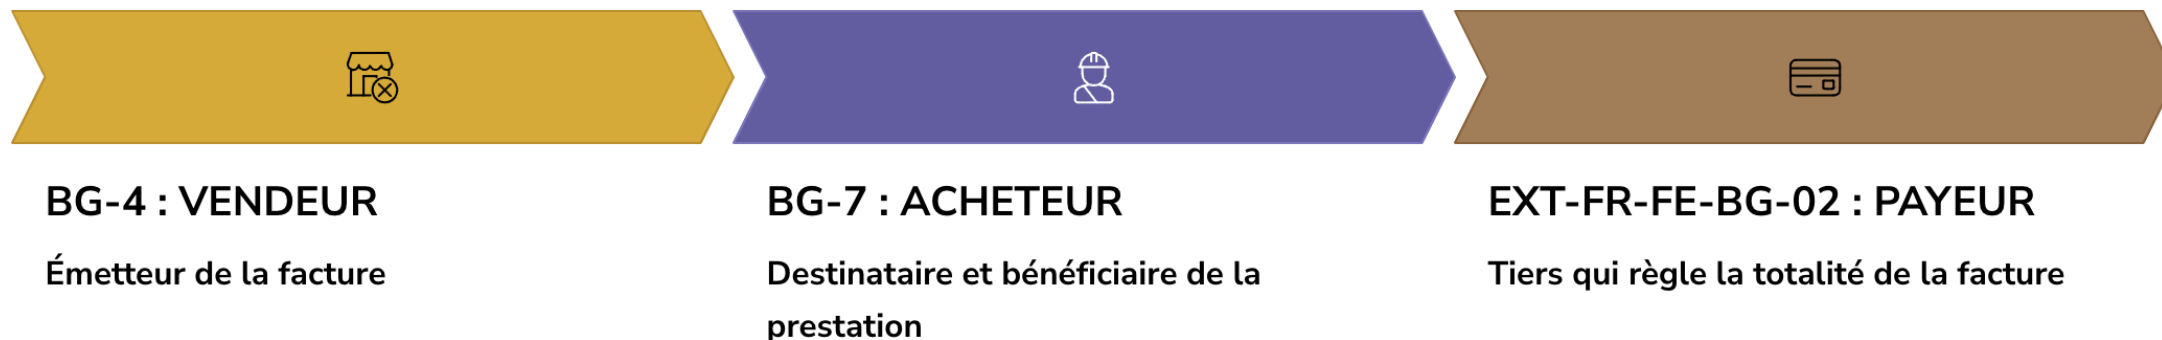 BG-4 : VENDEUR
Émetteur de la facture
BG-7 : ACHETEUR
Destinataire et bénéficiaire de la
prestation
EXT-FR-FE-BG-02 : PAYEUR
Tiers qui règle la totalité de la facture